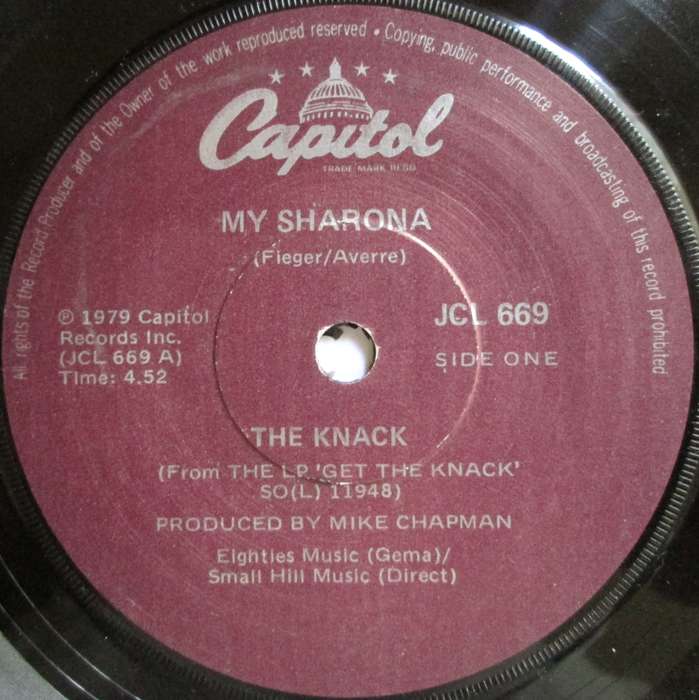 All rights of the Record Producer and of the Owner of the work reproduced reserved • Copying, public performance and broadcasting of this record prohibited
Capitol
TRADE MARK REGD
MY SHARONA
(Fieger/Averre)
℗ 1979 Capitol
Records Inc.
(JCL 669 A)
Time: 4.52
JCL 669
SIDE ONE
THE KNACK
(From THE LP 'GET THE KNACK'
SO(L) 11948)
PRODUCED BY MIKE CHAPMAN
Eighties Music (Gema)/
Small Hill Music (Direct)